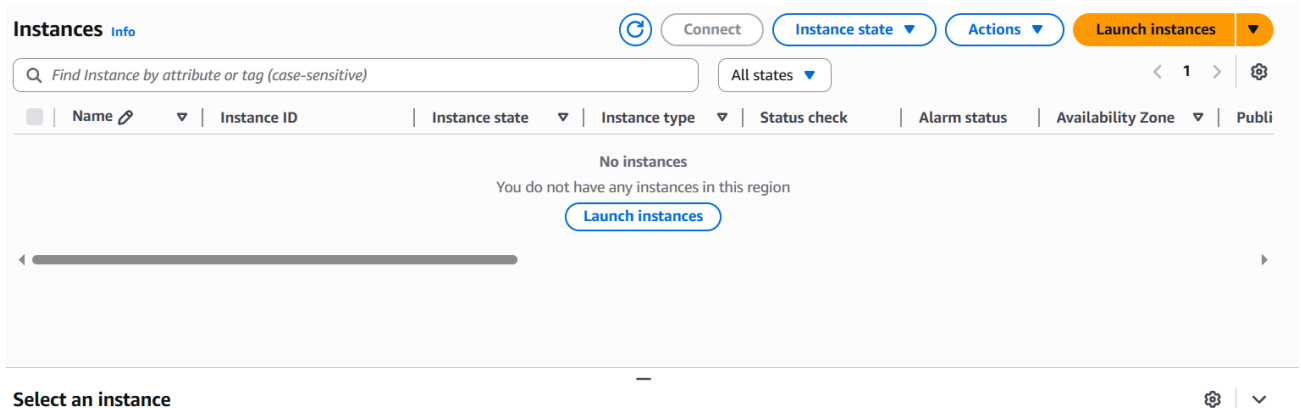 Instances Info Connect Instance state Actions Launch instances
Find Instance by attribute or tag (case-sensitive) All states 1
Name Instance ID Instance state Instance type Status check Alarm status Availability Zone Publi
No instances
You do not have any instances in this region
Launch instances
Select an instance